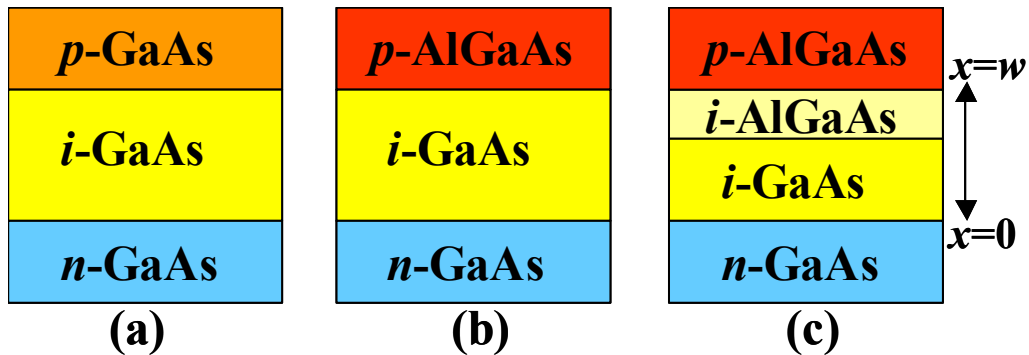 p-GaAs
i-GaAs
n-GaAs
(a)
p-AlGaAs
i-GaAs
n-GaAs
(b)
p-AlGaAs
i-AlGaAs
i-GaAs
n-GaAs
(c)
x=w
x=0